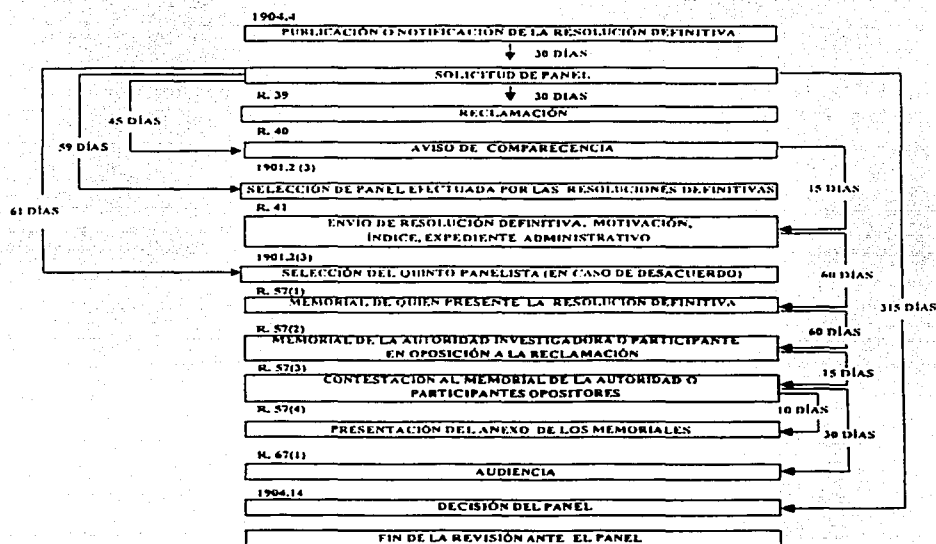 1904.4
PUBLICACIÓN O NOTIFICACIÓN DE LA RESOLUCIÓN DEFINITIVA
30 DÍAS
SOLICITUD DE PANEL
R. 39
30 DIAS
RECLAMACIÓN
45 DÍAS
R. 40
59 DÍAS
AVISO DE COMPARECENCIA
1901.2 (3)
SELECCIÓN DE PANEL EFECTUADA POR LAS RESOLUCIONES DEFINITIVAS
15 DIAS
61 DÍAS
R. 41
ENVIO DE RESOLUCIÓN DEFINITIVA, MOTIVACIÓN,
ÍNDICE, EXPEDIENTE ADMINISTRATIVO
1901.2(3)
SELECCIÓN DEL QUINTO PANELISTA (EN CASO DE DESACUERDO)
60 DÍAS
R. 57(1)
MEMORIAL DE QUIEN PRESENTE LA RESOLUCIÓN DEFINITIVA
315 DÍAS
R. 57(2)
60 DÍAS
MEMORIAL DE LA AUTORIDAD INVESTIGADORA O PARTICIPANTE
EN OPOSICIÓN A LA RECLAMACIÓN
R. 57(3)
15 DÍAS
CONTESTACIÓN AL MEMORIAL DE LA AUTORIDAD O
PARTICIPANTES OPOSITORES
R. 57(4)
10 DÍAS
PRESENTACIÓN DEL ANEXO DE LOS MEMORIALES
30 DÍAS
R. 67(1)
AUDIENCIA
1904.14
DECISIÓN DEL PANEL
FIN DE LA REVISIÓN ANTE EL PANEL